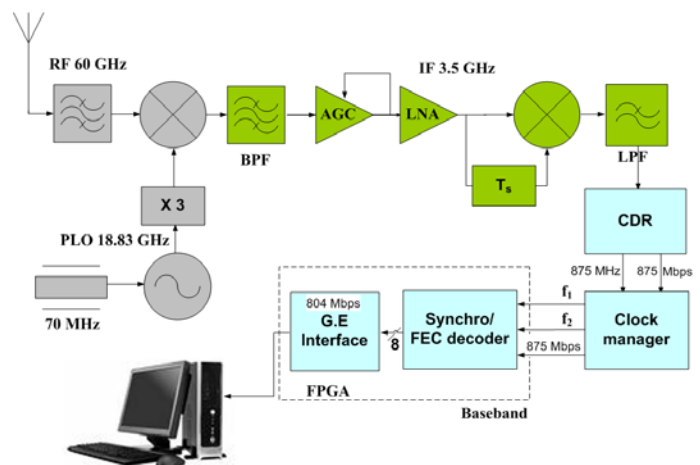 RF 60 GHz
IF 3.5 GHz
AGC
LNA
BPF
LPF
X 3
Ts
PLO 18.83 GHz
CDR
70 MHz
875 MHz
875 Mbps
804 Mbps
G.E
Interface
8
Synchro/
FEC decoder
f1
f2
875 Mbps
Clock
manager
FPGA
Baseband